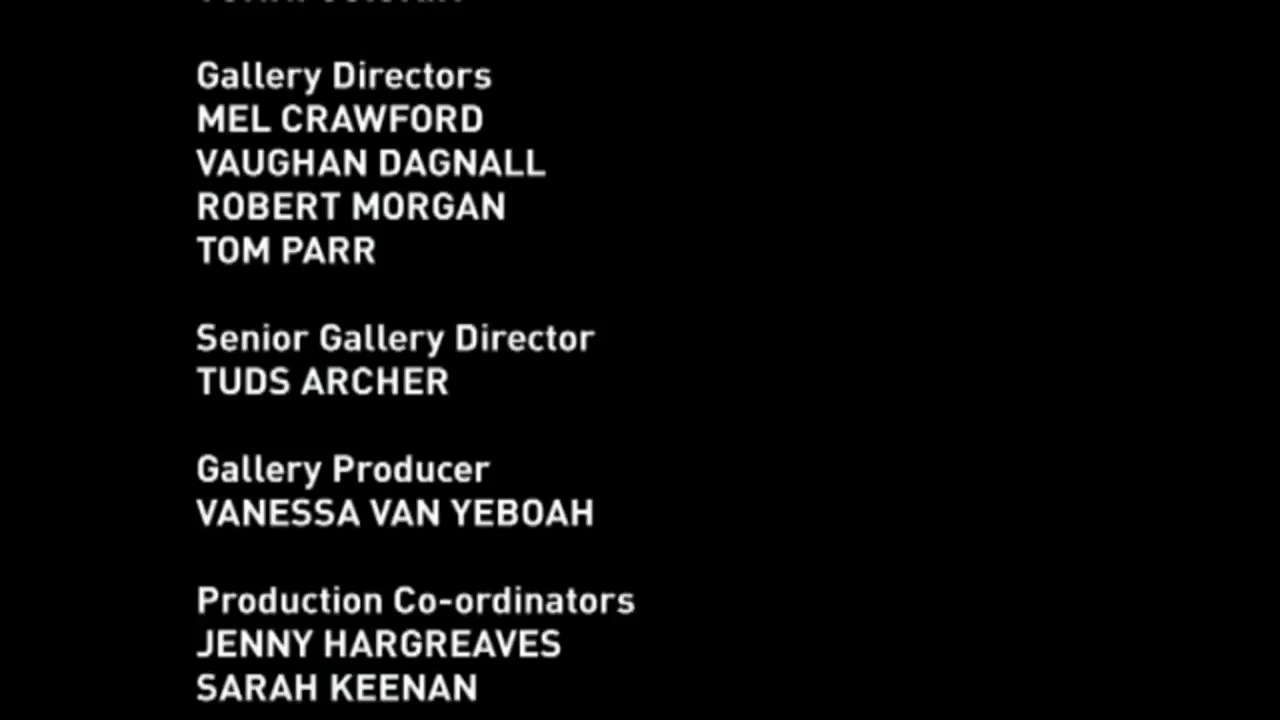 Gallery Directors
MEL CRAWFORD
VAUGHAN DAGNALL
ROBERT MORGAN
TOM PARR
Senior Gallery Director
TUDS ARCHER
Gallery Producer
VANESSA VAN YEBOAH
Production Co-ordinators
JENNY HARGREAVES
SARAH KEENAN